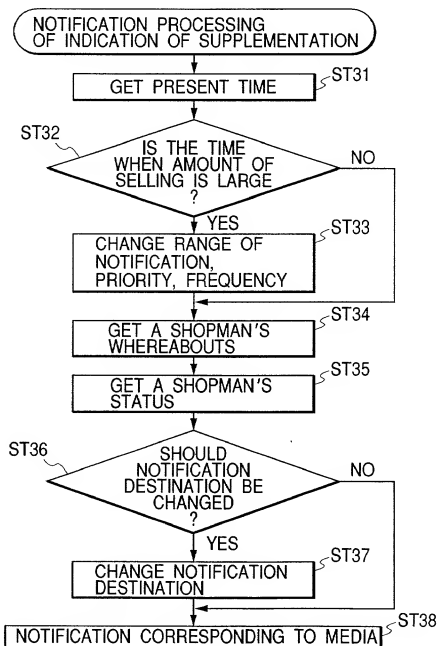 NOTIFICATION PROCESSING
OF INDICATION OF SUPPLEMENTATION
ST31
GET PRESENT TIME
ST32
IS THE TIME
WHEN AMOUNT OF
SELLING IS LARGE
?
NO
YES
ST33
CHANGE RANGE OF
NOTIFICATION,
PRIORITY, FREQUENCY
ST34
GET A SHOPMAN'S
WHEREABOUTS
ST35
GET A SHOPMAN'S
STATUS
ST36
SHOULD
NOTIFICATION
DESTINATION BE
CHANGED
?
NO
YES
ST37
CHANGE NOTIFICATION
DESTINATION
ST38
NOTIFICATION CORRESPONDING TO MEDIA